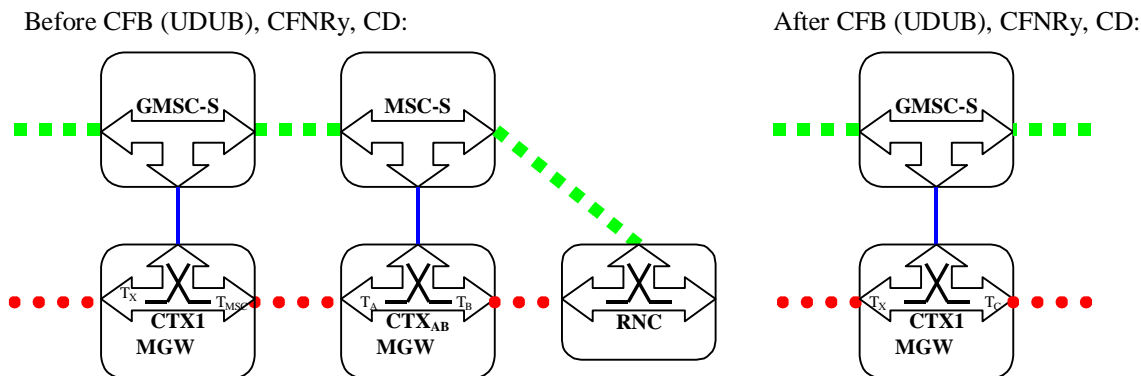 Before CFB (UDUB), CFNRy, CD:
After CFB (UDUB), CFNRy, CD:
GMSC-S
MSC-S
GMSC-S
TX
TMSC
CTX1
MGW
TA
TB
CTXAB
MGW
RNC
TX
TC
CTX1
MGW